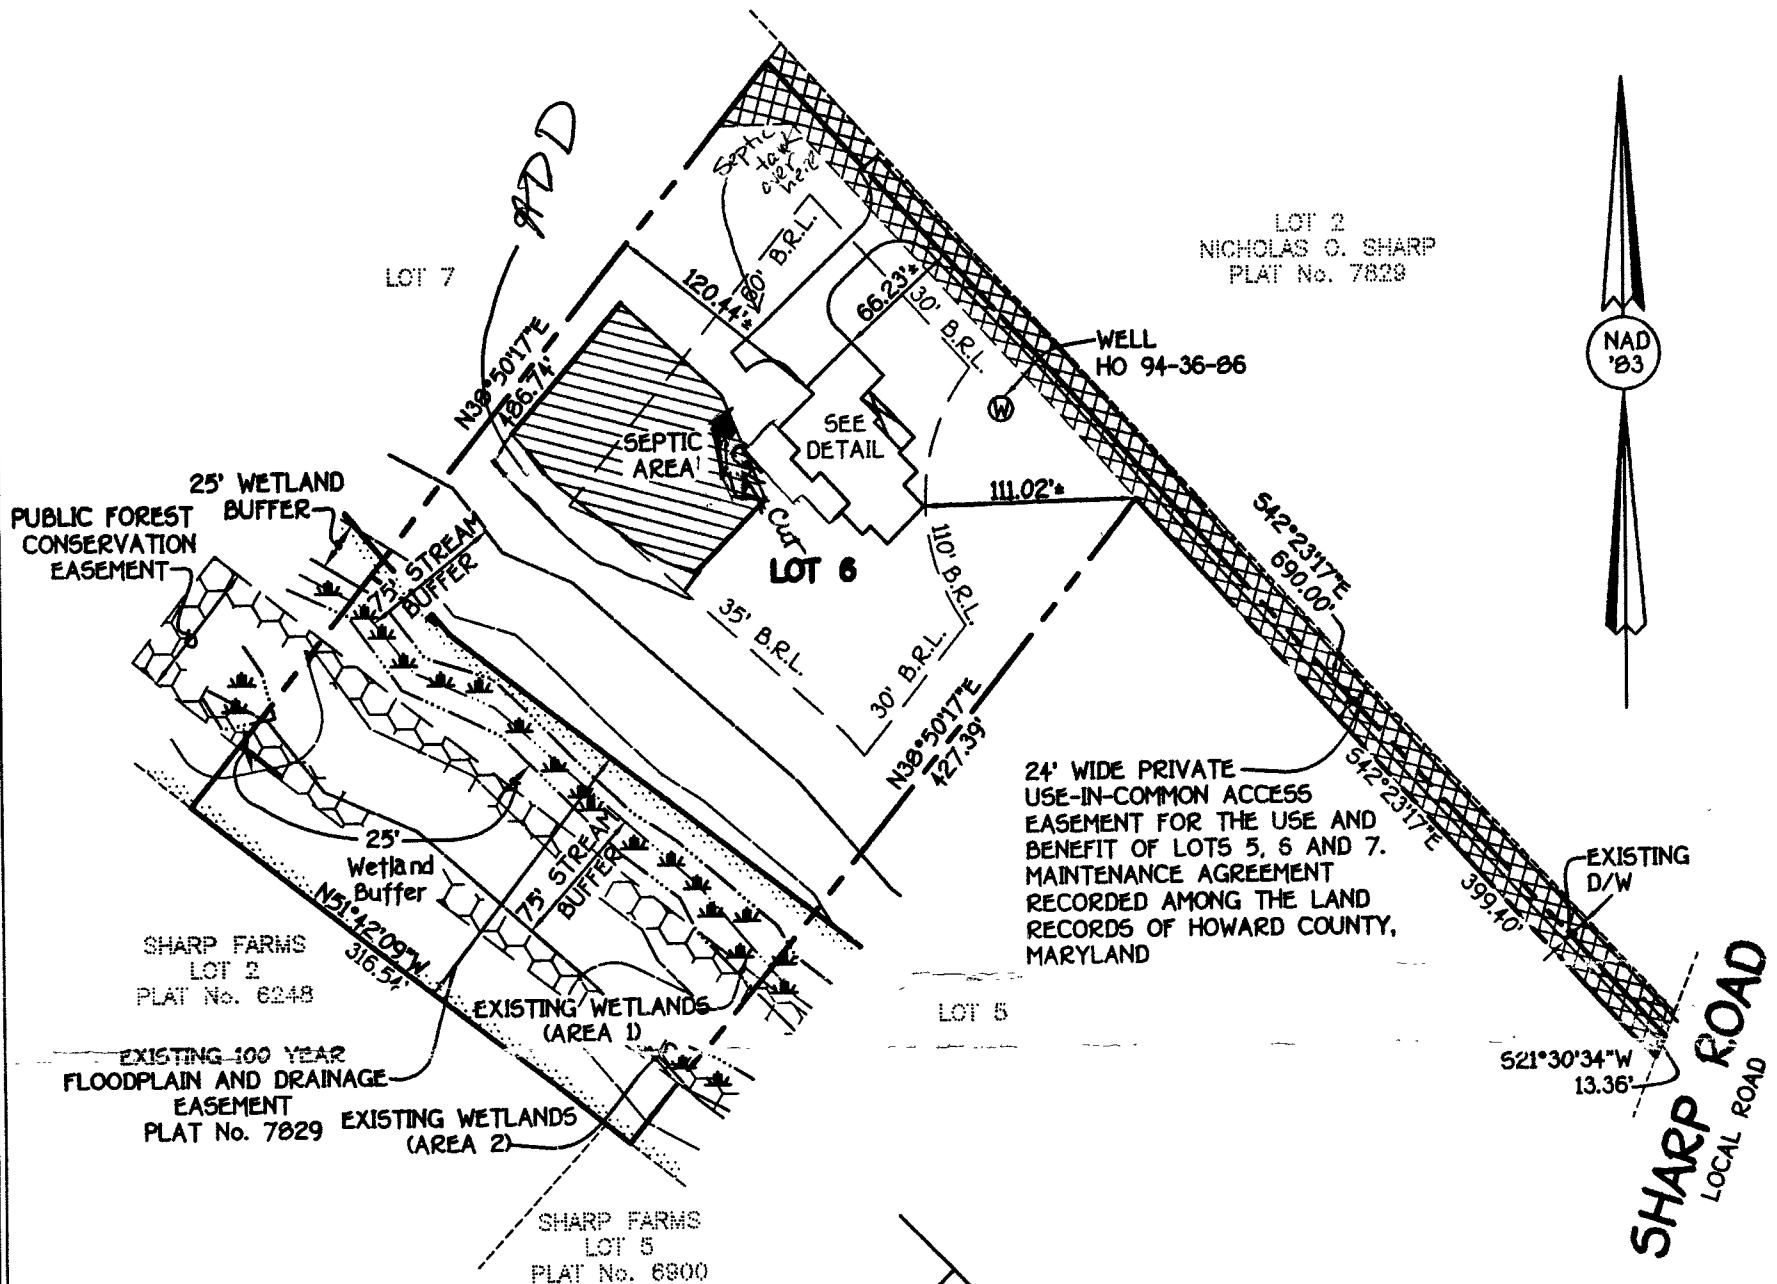 ADD
Septic
tank
over
here
LOT 7
LOT 2
NICHOLAS O. SHARP
PLAT No. 7829
NAD
'83
120.44'±
60' B.R.L.
66.23'±
30' B.R.L.
WELL
HO 94-36-86
W
N38°50'17"E
486.74'
SEPTIC
AREA
SEE
DETAIL
Cut
LOT 6
111.02'±
110' B.R.L.
35' B.R.L.
30' B.R.L.
25' WETLAND
BUFFER
PUBLIC FOREST
CONSERVATION
EASEMENT
75' STREAM
BUFFER
S42°23'17"E
690.00'
N38°50'17"E
427.39'
24' WIDE PRIVATE
USE-IN-COMMON ACCESS
EASEMENT FOR THE USE AND
BENEFIT OF LOTS 5, 6 AND 7.
MAINTENANCE AGREEMENT
RECORDED AMONG THE LAND
RECORDS OF HOWARD COUNTY,
MARYLAND
S42°23'17"E
399.40'
EXISTING
D/W
25'
Wetland
Buffer
75' STREAM
BUFFER
N51°42'09"W
316.54'
SHARP FARMS
LOT 2
PLAT No. 6248
EXISTING WETLANDS
(AREA 1)
LOT 5
EXISTING 100 YEAR
FLOODPLAIN AND DRAINAGE
EASEMENT
PLAT No. 7829
EXISTING WETLANDS
(AREA 2)
S21°30'34"W
13.36'
SHARP ROAD
LOCAL ROAD
SHARP FARMS
LOT 5
PLAT No. 6900